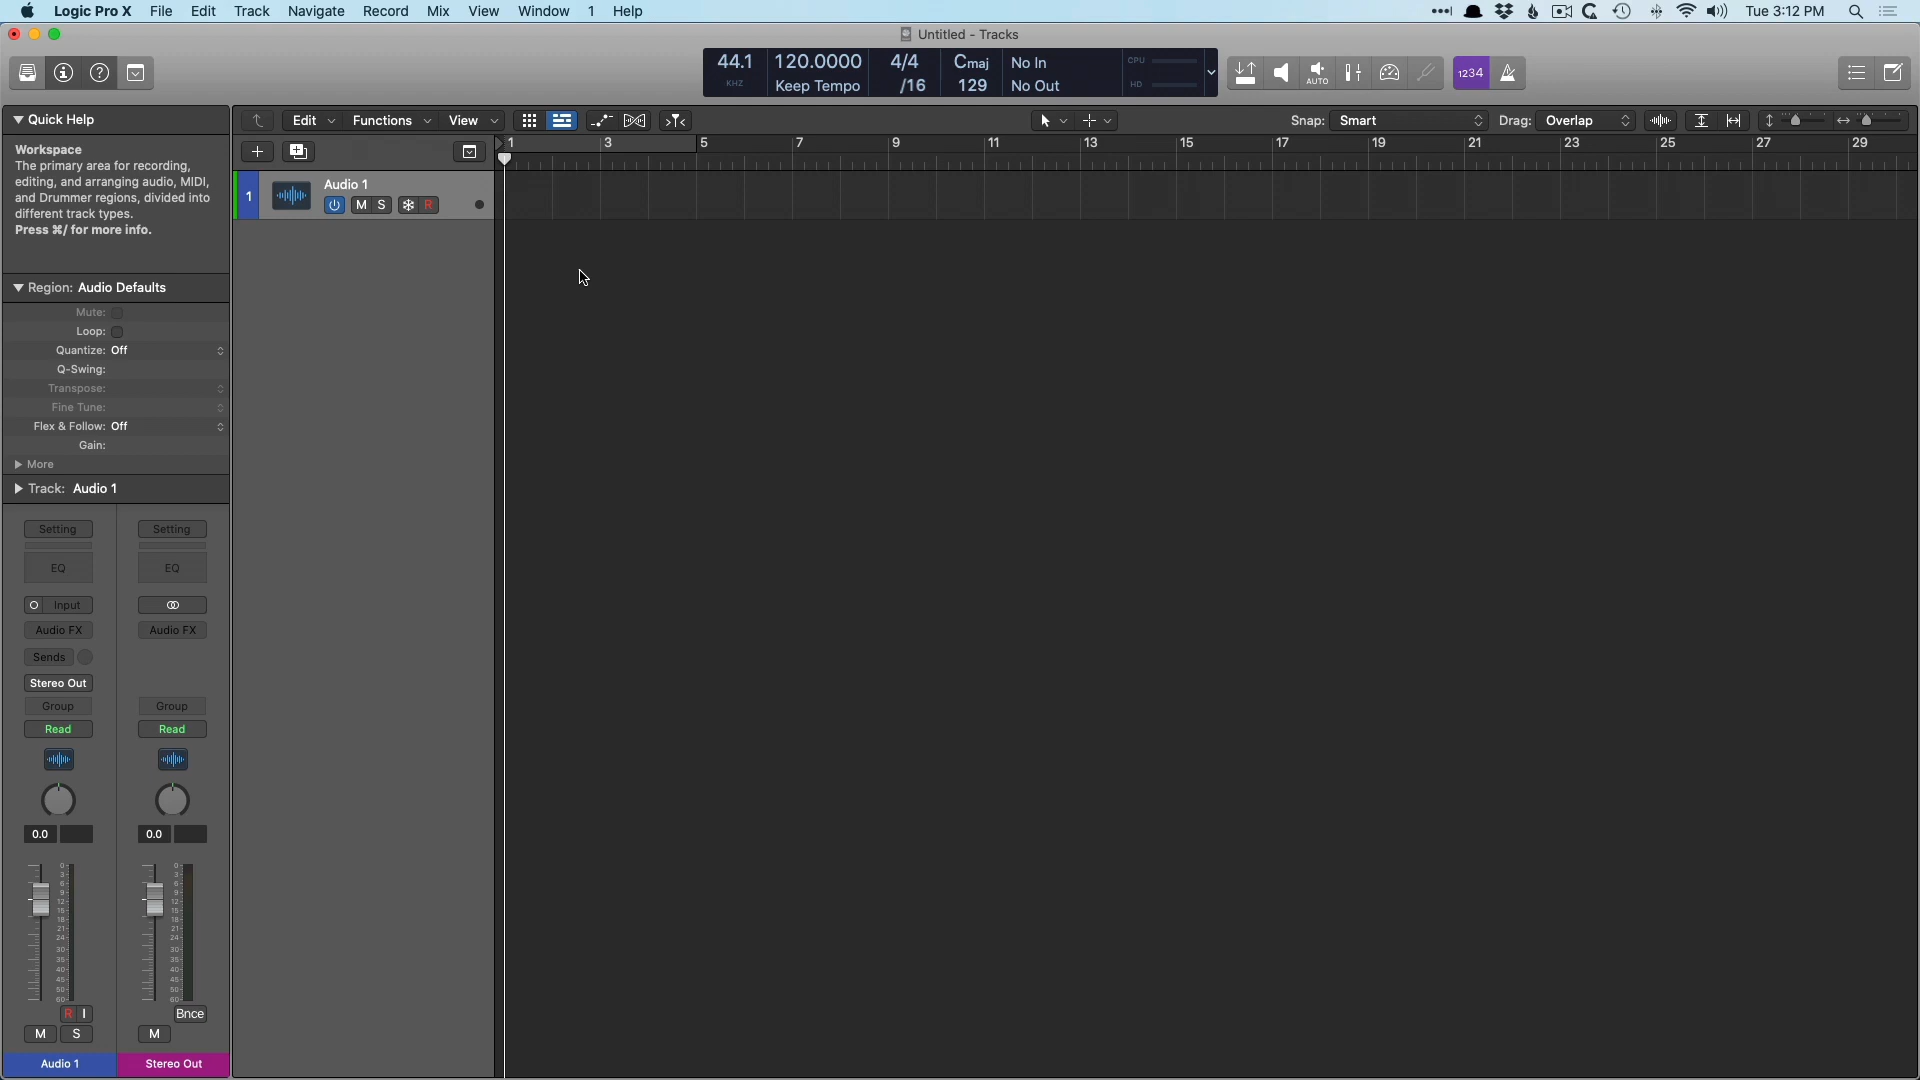 Logic Pro X File Edit Track Navigate Record Mix View Window 1 Help Tue 3:12 PM
Untitled - Tracks
44.1 120.0000 4/4 Cmaj No In CPU
KHZ Keep Tempo /16 129 No Out HD
AUTO 1234
Quick Help
Edit Functions View Snap: Smart Drag: Overlap
1 3 5 7 9 11 13 15 17 19 21 23 25 27 29
Workspace
The primary area for recording,
editing, and arranging audio, MIDI,
and Drummer regions, divided into
different track types.
Press ⌘/ for more info.
1 Audio 1
M S R
Region: Audio Defaults
Mute:
Loop:
Quantize: Off
Q-Swing:
Transpose:
Fine Tune:
Flex & Follow: Off
Gain:
More
Track: Audio 1
Setting Setting
EQ EQ
Input
Audio FX Audio FX
Sends
Stereo Out
Group Group
Read Read
0.0 0.0
0 0
3 3
6 6
9 9
12 12
15 15
18 18
21 21
24 24
30 30
35 35
40 40
45 45
50 50
60 60
R I Bnce
M S M
Audio 1 Stereo Out